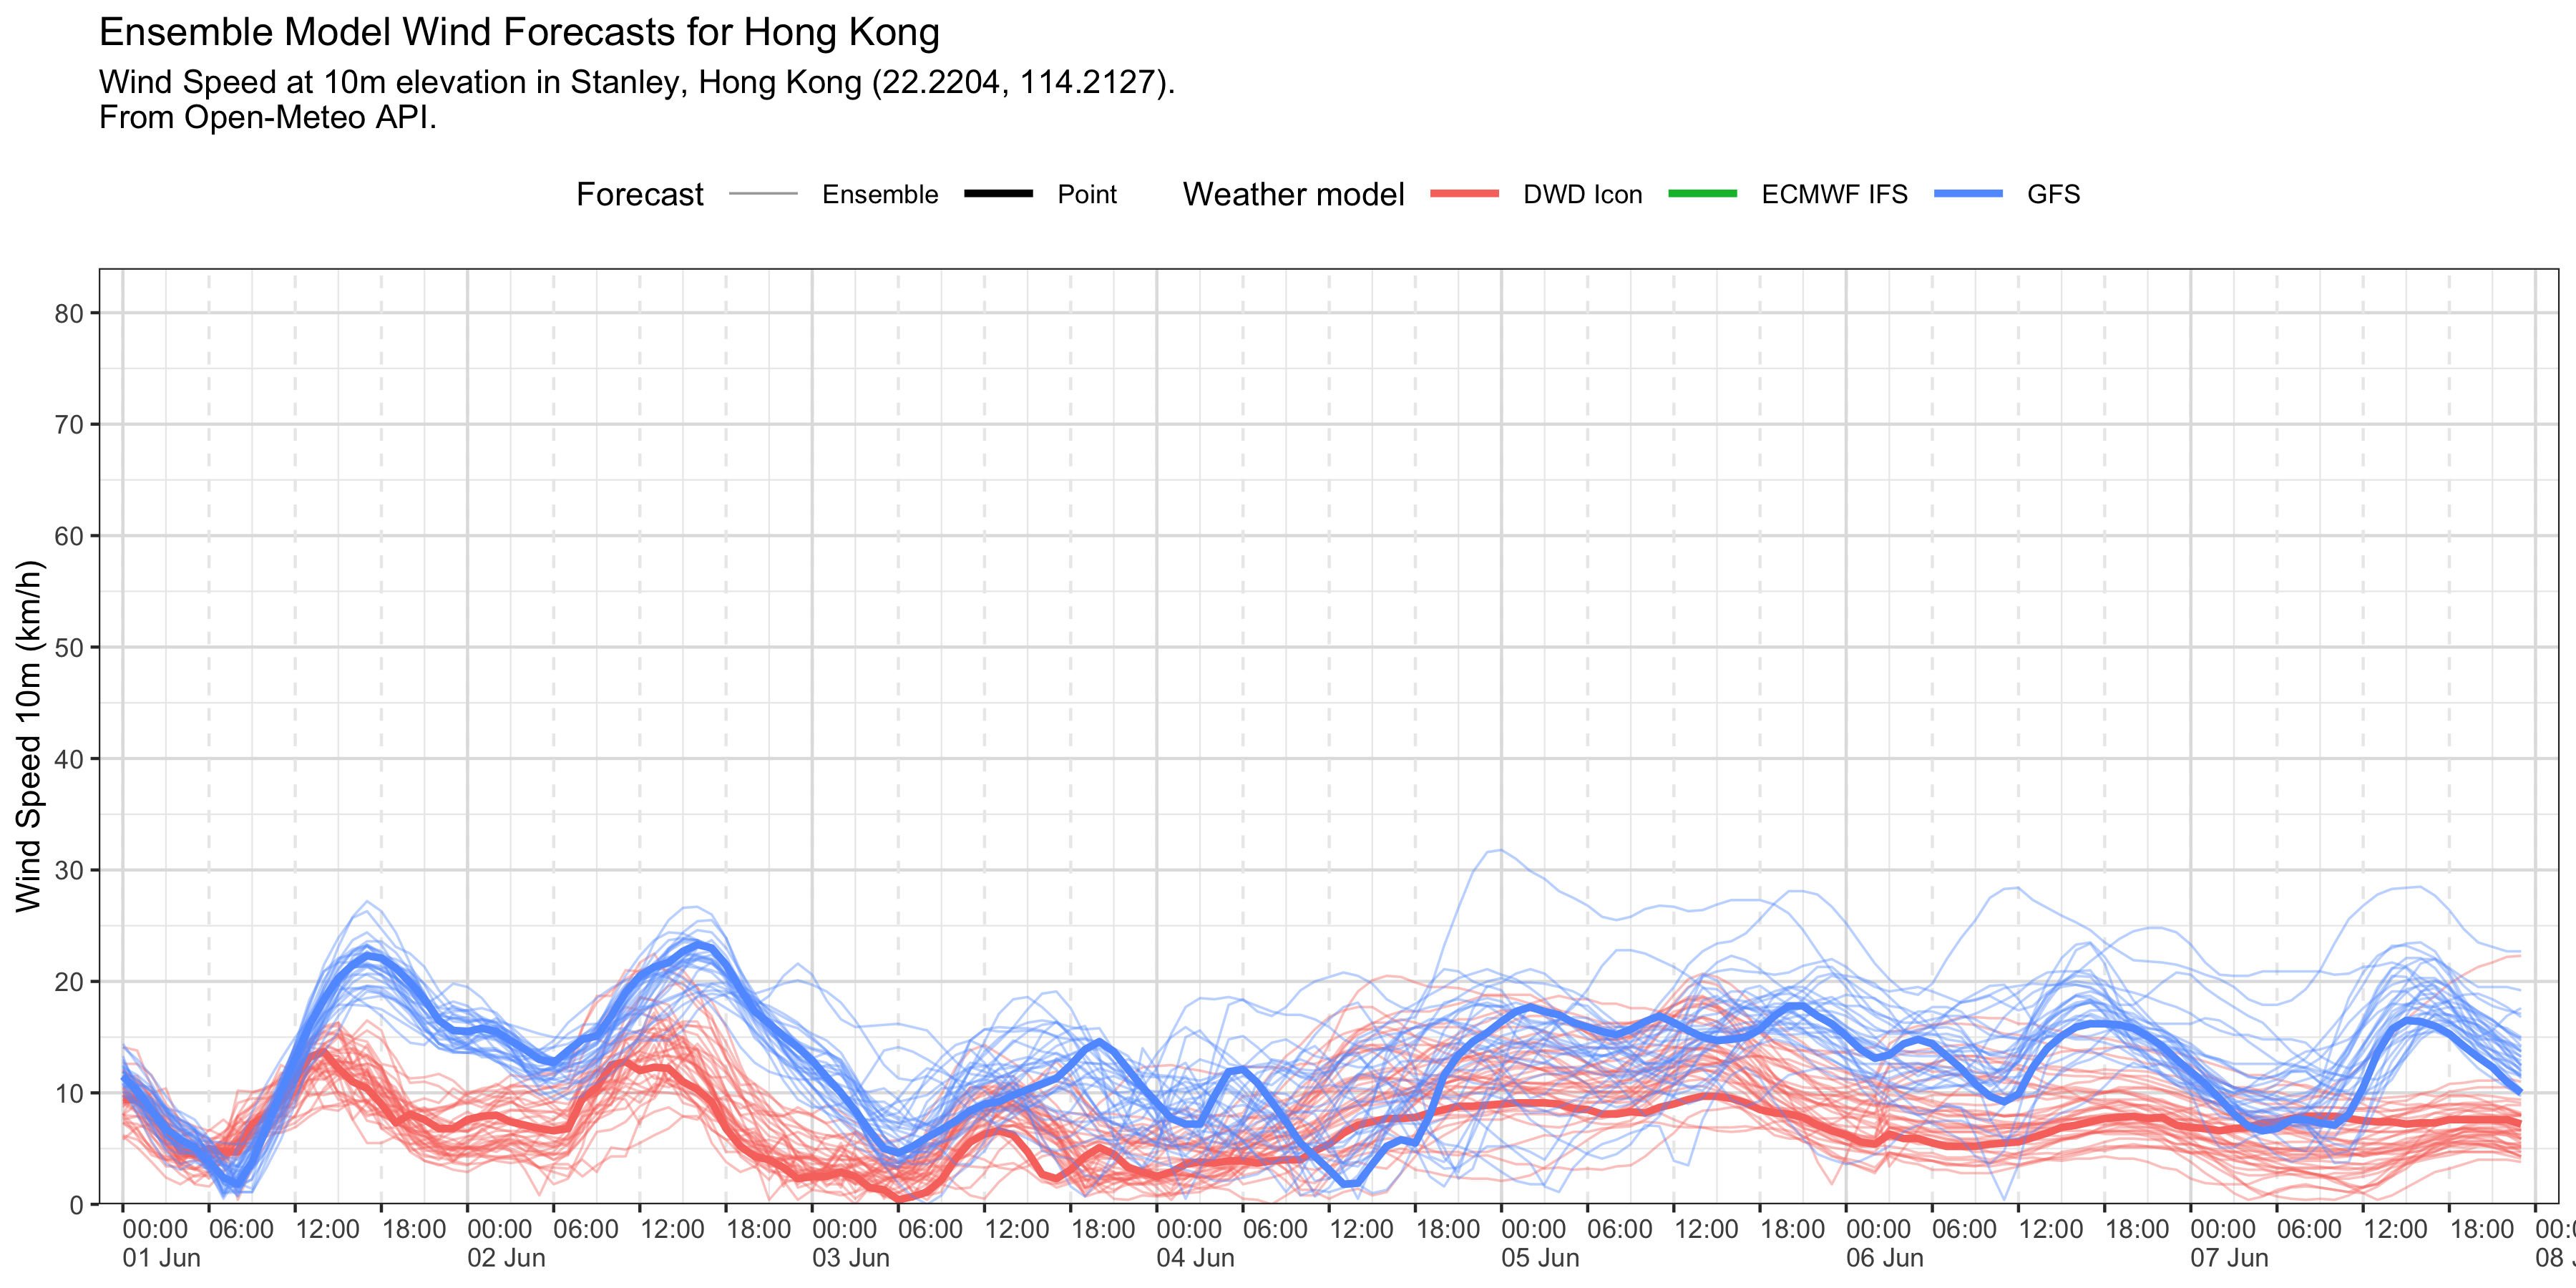 Ensemble Model Wind Forecasts for Hong Kong
Wind Speed at 10m elevation in Stanley, Hong Kong (22.2204, 114.2127).
From Open-Meteo API.
Forecast Ensemble Point Weather model DWD Icon ECMWF IFS GFS
Wind Speed 10m (km/h)
80
70
60
50
40
30
20
10
0
00:00 06:00 12:00 18:00 00:00 06:00 12:00 18:00 00:00 06:00 12:00 18:00 00:00 06:00 12:00 18:00 00:00 06:00 12:00 18:00 00:00 06:00 12:00 18:00 00:00 06:00 12:00 18:00
01 Jun 02 Jun 03 Jun 04 Jun 05 Jun 06 Jun 07 Jun 08